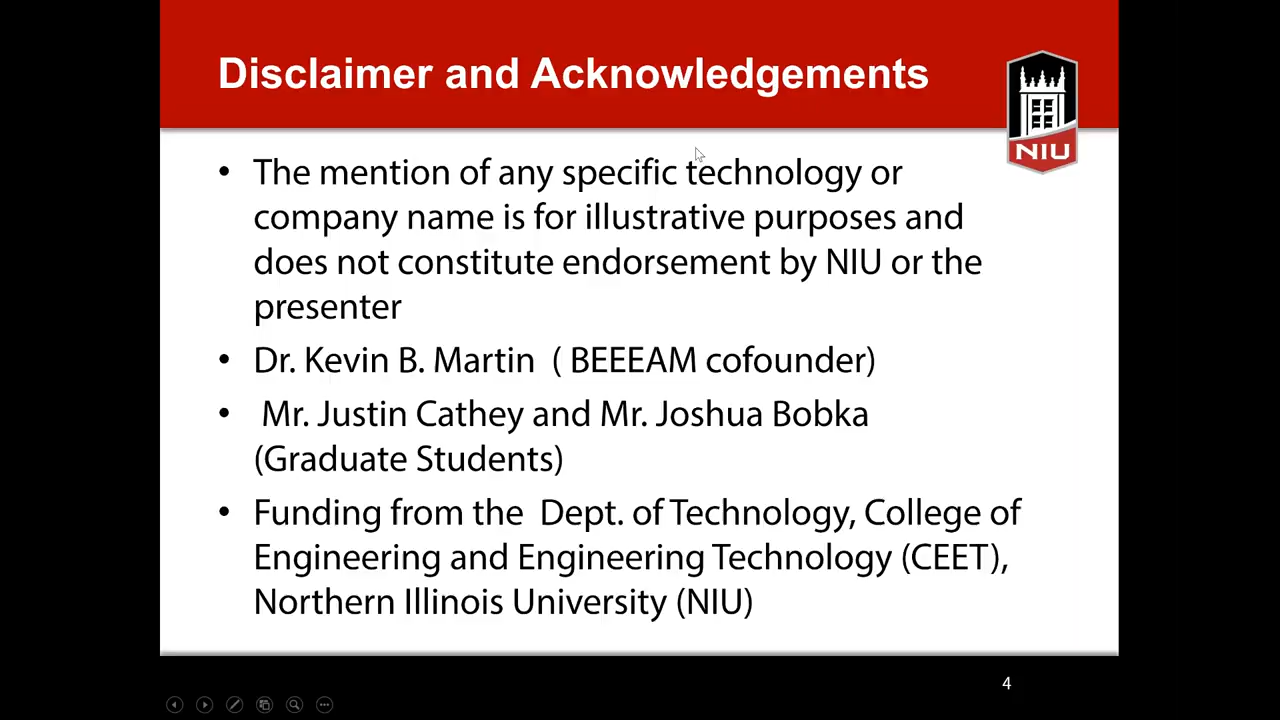 Disclaimer and Acknowledgements
NIU
• The mention of any specific technology or
company name is for illustrative purposes and
does not constitute endorsement by NIU or the
presenter
• Dr. Kevin B. Martin ( BEEEAM cofounder)
• Mr. Justin Cathey and Mr. Joshua Bobka
(Graduate Students)
• Funding from the Dept. of Technology, College of
Engineering and Engineering Technology (CEET),
Northern Illinois University (NIU)
4